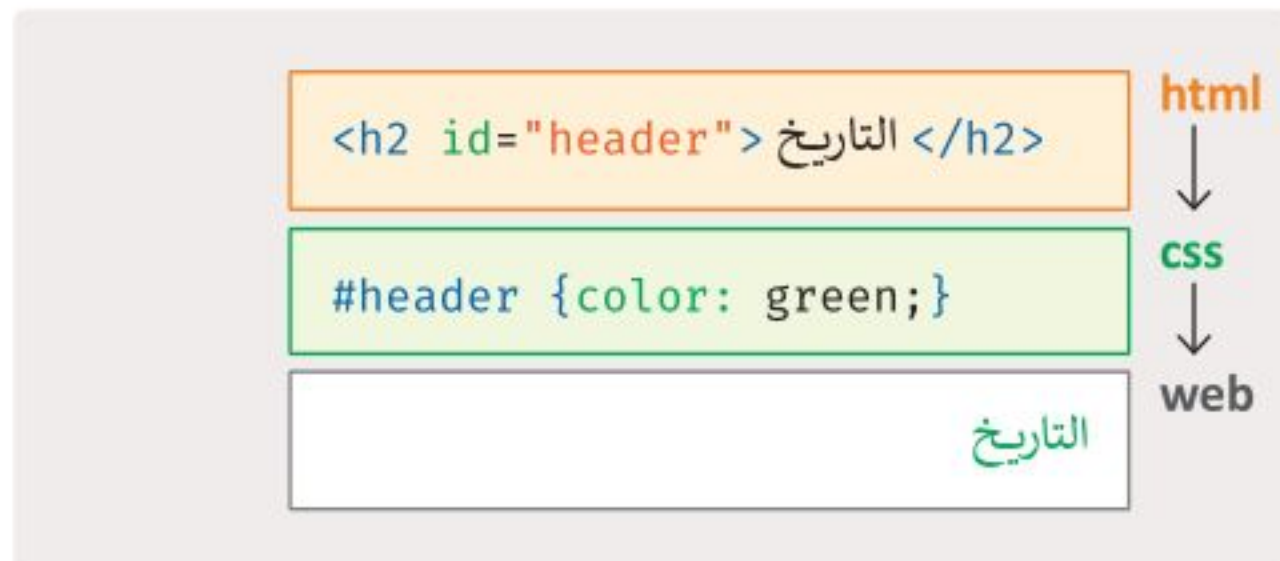 <h2 id="header">التاريخ</h2>
html
#header {color: green;}
css
التاريخ
web